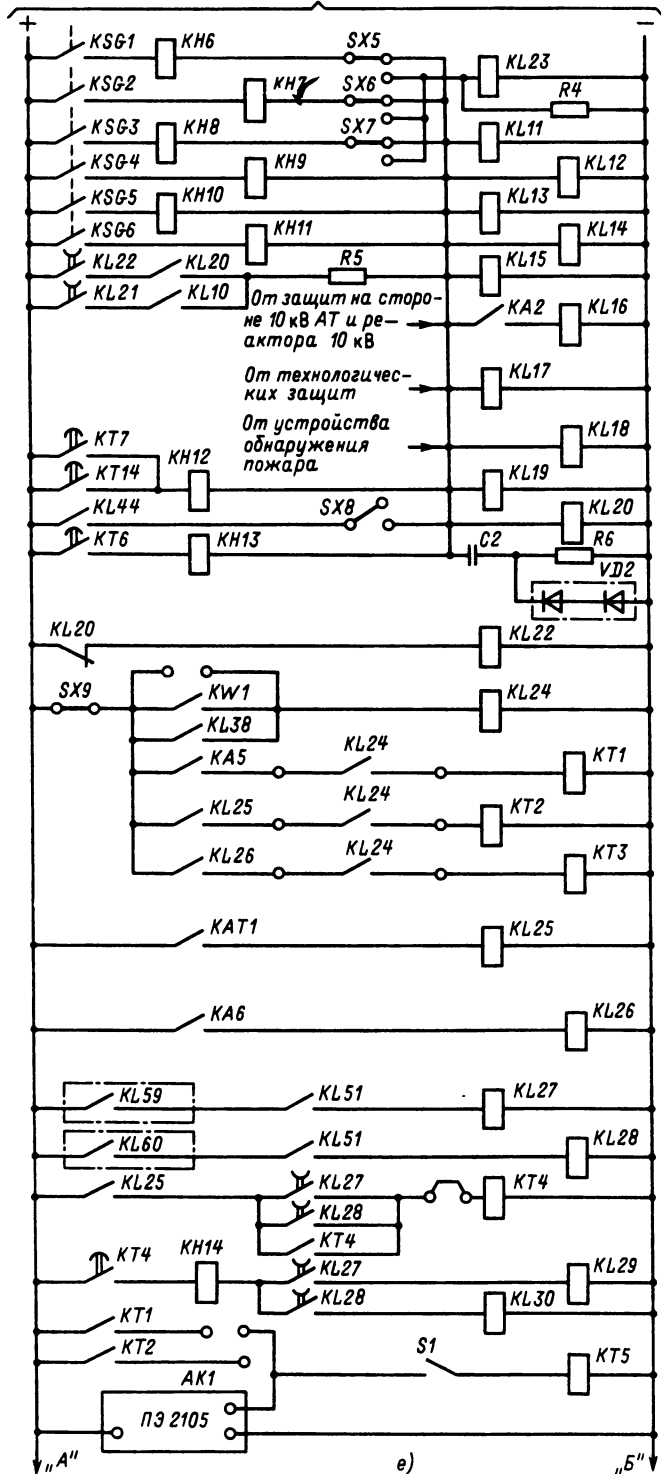 + −
KSG1 KH6 SX5 KL23
KSG2 KH7 SX6 R4
KSG3 KH8 SX7 KL11
KSG4 KH9 KL12
KSG5 KH10 KL13
KSG6 KH11 KL14
KL22 KL20 R5 KL15
KL21 KL10
От защит на сторо-
не 10 кВ АТ и ре-
актора 10 кВ
KA2 KL16
От технологичес-
ких защит
KL17
От устройства
обнаружения
пожара
KL18
KT7
KT14 KH12 KL19
KL44 SX8 KL20
KT6 KH13 C2 R6
VD2
KL20 KL22
SX9 KW1 KL24
KL38
KA5 KL24 KT1
KL25 KL24 KT2
KL26 KL24 KT3
KAT1 KL25
KA6 KL26
KL59 KL51 KL27
KL60 KL51 KL28
KL25 KL27 KT4
KL28
KT4
KT4 KH14 KL27 KL29
KL28 KL30
KT1
KT2 S1 KT5
AK1
ПЭ 2105
„А" е) „Б"